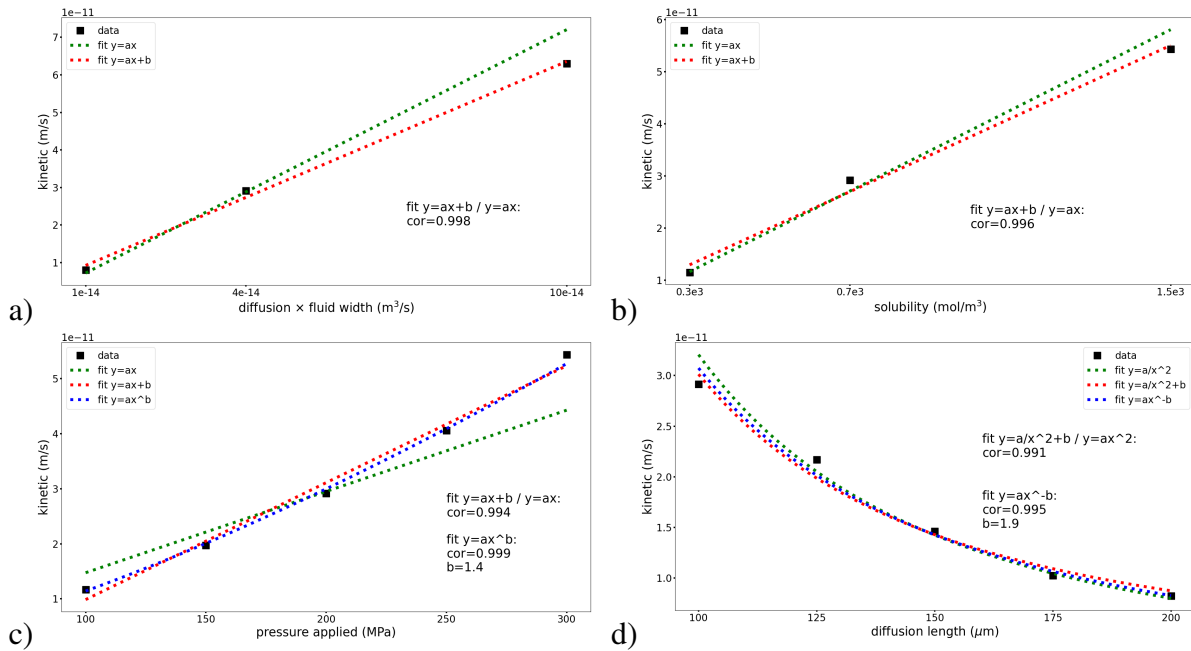 1e−11
data
fit y=ax
fit y=ax+b
7
6
5
4
3
2
1
kinetic (m/s)
fit y=ax+b / y=ax:
cor=0.998
1e-14
4e-14
10e-14
diffusion × fluid width (m³/s)
a)
1e−11
data
fit y=ax
fit y=ax+b
6
5
4
3
2
1
kinetic (m/s)
fit y=ax+b / y=ax:
cor=0.996
0.3e3
0.7e3
1.5e3
solubility (mol/m³)
b)
1e−11
data
fit y=ax
fit y=ax+b
fit y=ax^b
5
4
3
2
1
kinetic (m/s)
fit y=ax+b / y=ax:
cor=0.994
fit y=ax^b:
cor=0.999
b=1.4
100
150
200
250
300
pressure applied (MPa)
c)
1e−11
data
fit y=a/x^2
fit y=a/x^2+b
fit y=ax^-b
3.0
2.5
2.0
1.5
1.0
kinetic (m/s)
fit y=a/x^2+b / y=ax^2:
cor=0.991
fit y=ax^-b:
cor=0.995
b=1.9
100
125
150
175
200
diffusion length (μm)
d)